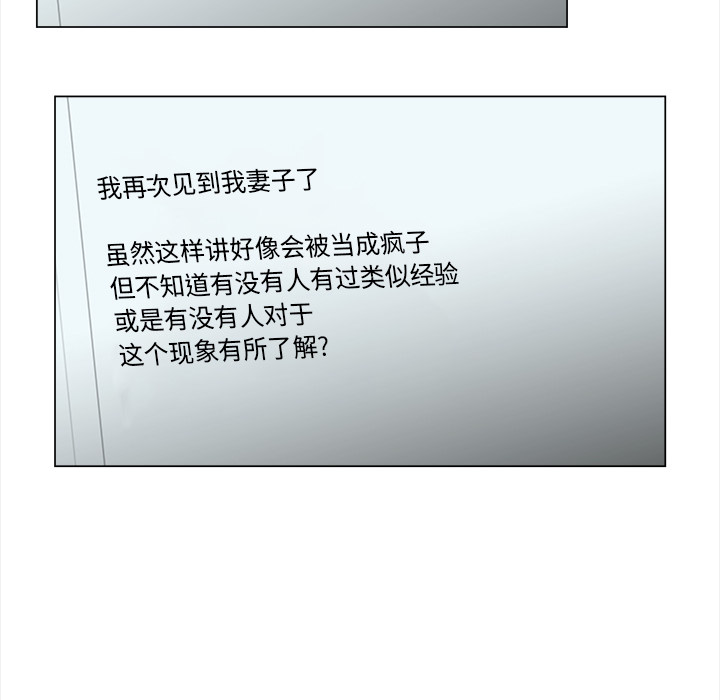 我再次见到我妻子了
虽然这样讲好像会被当成疯子
但不知道有没有人有过类似经验
或是有没有人对于
这个现象有所了解?